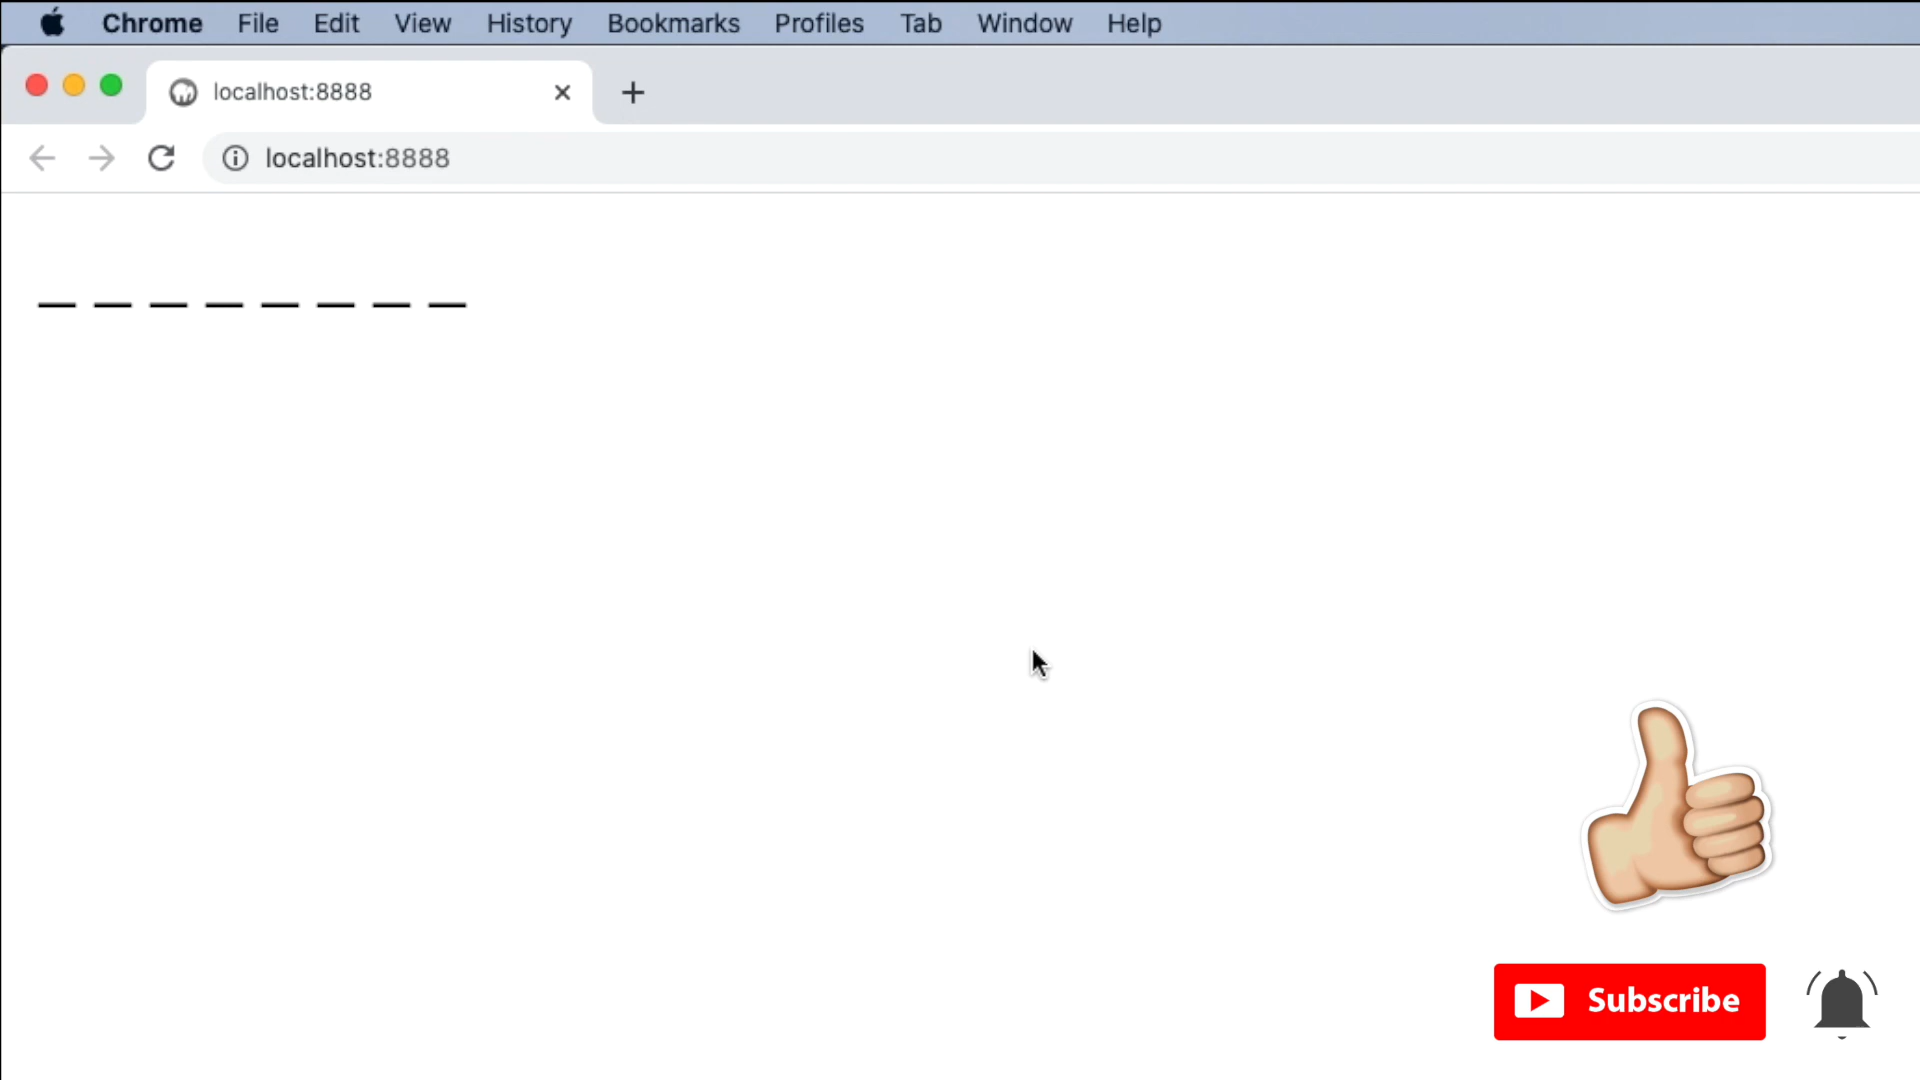 Chrome File Edit View History Bookmarks Profiles Tab Window Help
localhost:8888
localhost:8888
_ _ _ _ _ _ _ _
Subscribe